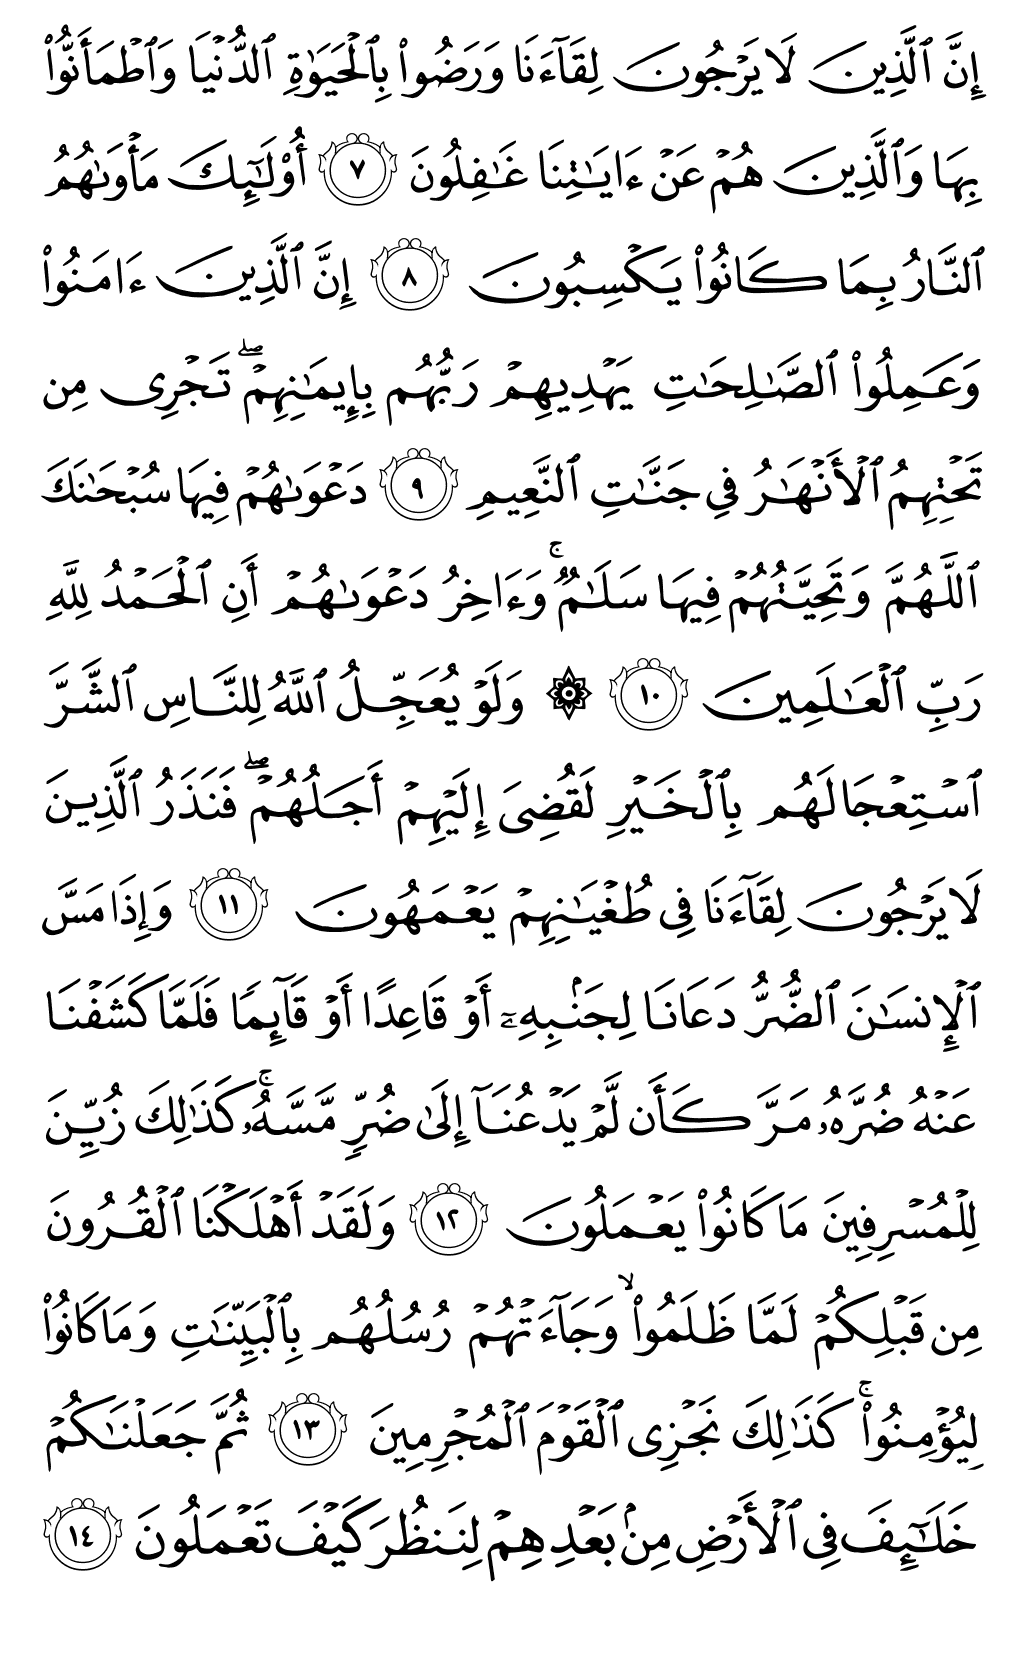 إِنَّ ٱلَّذِينَ لَا يَرْجُونَ لِقَآءَنَا وَرَضُوا۟ بِٱلْحَيَوٰةِ ٱلدُّنْيَا وَٱطْمَأَنُّوا۟
بِهَا وَٱلَّذِينَ هُمْ عَنْ ءَايَـٰتِنَا غَـٰفِلُونَ ٧ أُو۟لَـٰٓئِكَ مَأْوَىٰهُمُ
ٱلنَّارُ بِمَا كَانُوا۟ يَكْسِبُونَ ٨ إِنَّ ٱلَّذِينَ ءَامَنُوا۟
وَعَمِلُوا۟ ٱلصَّـٰلِحَـٰتِ يَهْدِيهِمْ رَبُّهُم بِإِيمَـٰنِهِمْ ۖ تَجْرِى مِن
تَحْتِهِمُ ٱلْأَنْهَـٰرُ فِى جَنَّـٰتِ ٱلنَّعِيمِ ٩ دَعْوَىٰهُمْ فِيهَا سُبْحَـٰنَكَ
ٱللَّهُمَّ وَتَحِيَّتُهُمْ فِيهَا سَلَـٰمٌ ۚ وَءَاخِرُ دَعْوَىٰهُمْ أَنِ ٱلْحَمْدُ لِلَّهِ
رَبِّ ٱلْعَـٰلَمِينَ ١٠ ۞ وَلَوْ يُعَجِّلُ ٱللَّهُ لِلنَّاسِ ٱلشَّرَّ
ٱسْتِعْجَالَهُم بِٱلْخَيْرِ لَقُضِىَ إِلَيْهِمْ أَجَلُهُمْ ۖ فَنَذَرُ ٱلَّذِينَ
لَا يَرْجُونَ لِقَآءَنَا فِى طُغْيَـٰنِهِمْ يَعْمَهُونَ ١١ وَإِذَا مَسَّ
ٱلْإِنسَـٰنَ ٱلضُّرُّ دَعَانَا لِجَنۢبِهِۦٓ أَوْ قَاعِدًا أَوْ قَآئِمًا فَلَمَّا كَشَفْنَا
عَنْهُ ضُرَّهُۥ مَرَّ كَأَن لَّمْ يَدْعُنَآ إِلَىٰ ضُرٍّ مَّسَّهُۥ ۚ كَذَٰلِكَ زُيِّنَ
لِلْمُسْرِفِينَ مَا كَانُوا۟ يَعْمَلُونَ ١٢ وَلَقَدْ أَهْلَكْنَا ٱلْقُرُونَ
مِن قَبْلِكُمْ لَمَّا ظَلَمُوا۟ ۙ وَجَآءَتْهُمْ رُسُلُهُم بِٱلْبَيِّنَـٰتِ وَمَا كَانُوا۟
لِيُؤْمِنُوا۟ ۚ كَذَٰلِكَ نَجْزِى ٱلْقَوْمَ ٱلْمُجْرِمِينَ ١٣ ثُمَّ جَعَلْنَـٰكُمْ
خَلَـٰٓئِفَ فِى ٱلْأَرْضِ مِنۢ بَعْدِهِمْ لِنَنظُرَ كَيْفَ تَعْمَلُونَ ١٤